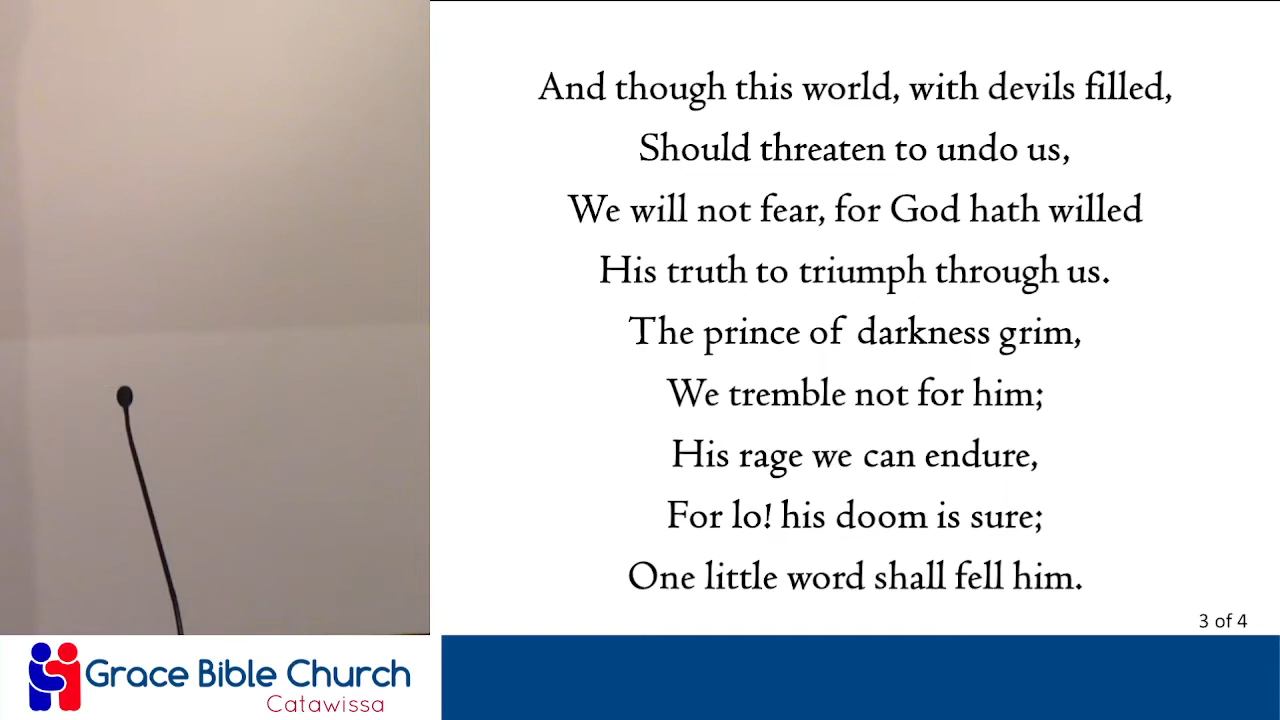 And though this world, with devils filled,
Should threaten to undo us,
We will not fear, for God hath willed
His truth to triumph through us.
The prince of darkness grim,
We tremble not for him;
His rage we can endure,
For lo! his doom is sure;
One little word shall fell him.
3 of 4
Grace Bible Church
Catawissa